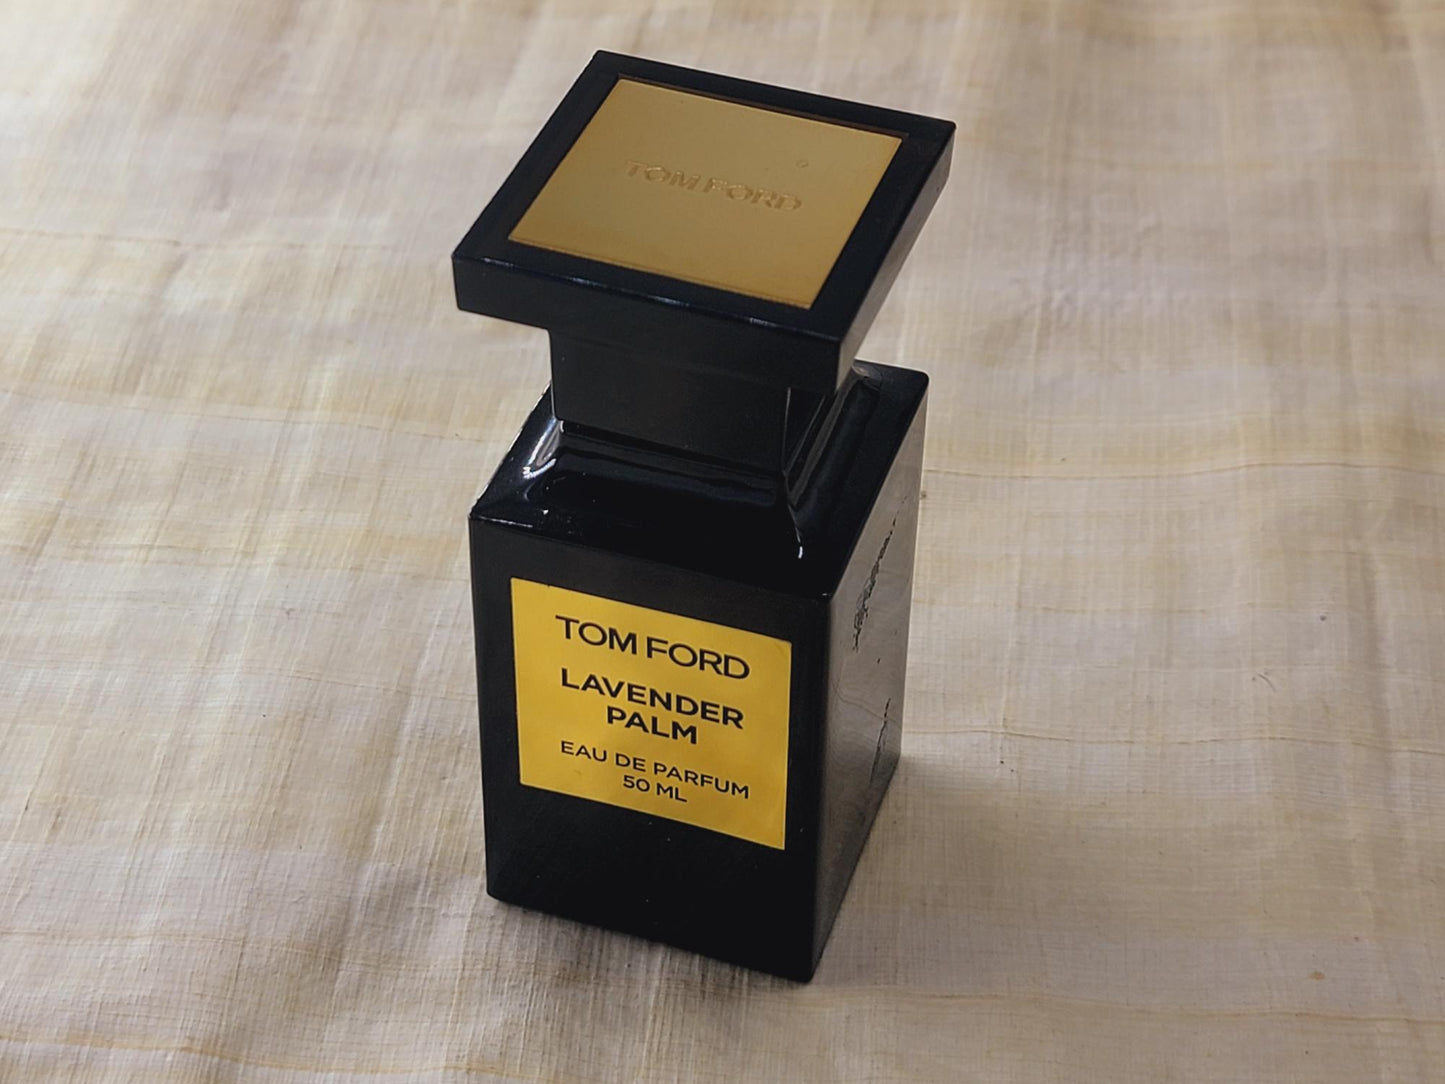 TOM FORD
TOM FORD
LAVENDER
PALM
EAU DE PARFUM
50 ML